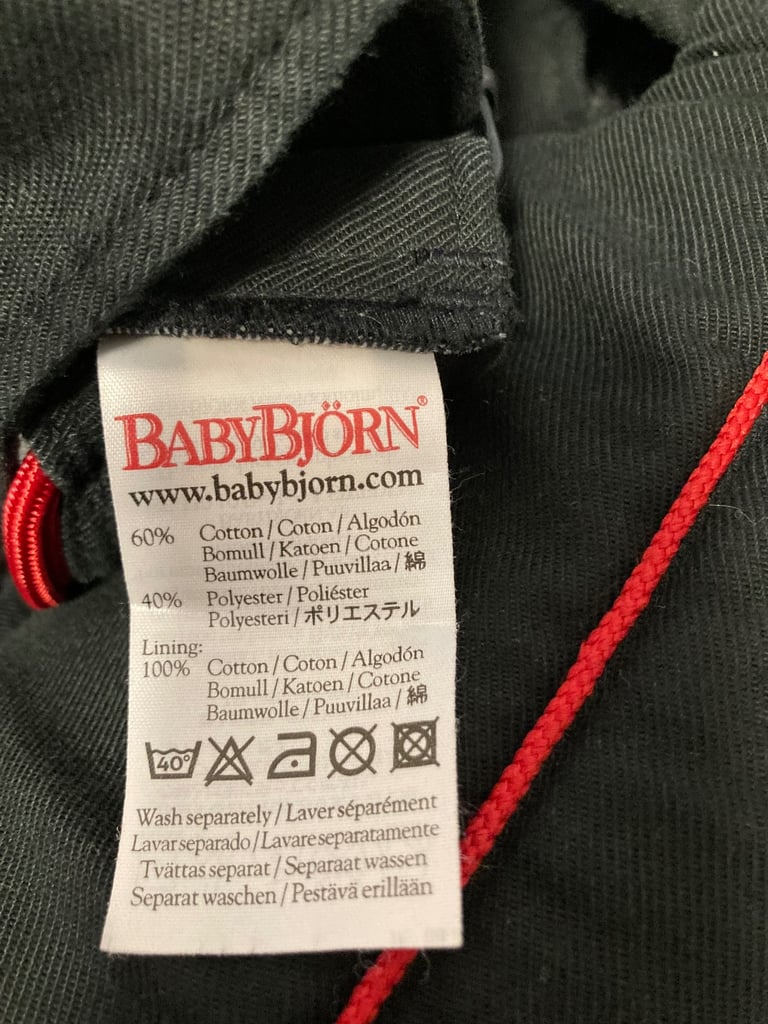 BABYBJÖRN®
www.babybjorn.com
60% Cotton / Coton / Algodón
Bomull / Katoen / Cotone
Baumwolle / Puuvillaa / 綿
40% Polyester / Poliéster
Polyesteri / ポリエステル
Lining:
100% Cotton / Coton / Algodón
Bomull / Katoen / Cotone
Baumwolle / Puuvillaa / 綿
40°
Wash separately / Laver séparément
Lavar separado / Lavare separatamente
Tvättas separat / Separaat wassen
Separat waschen / Pestävä erillään